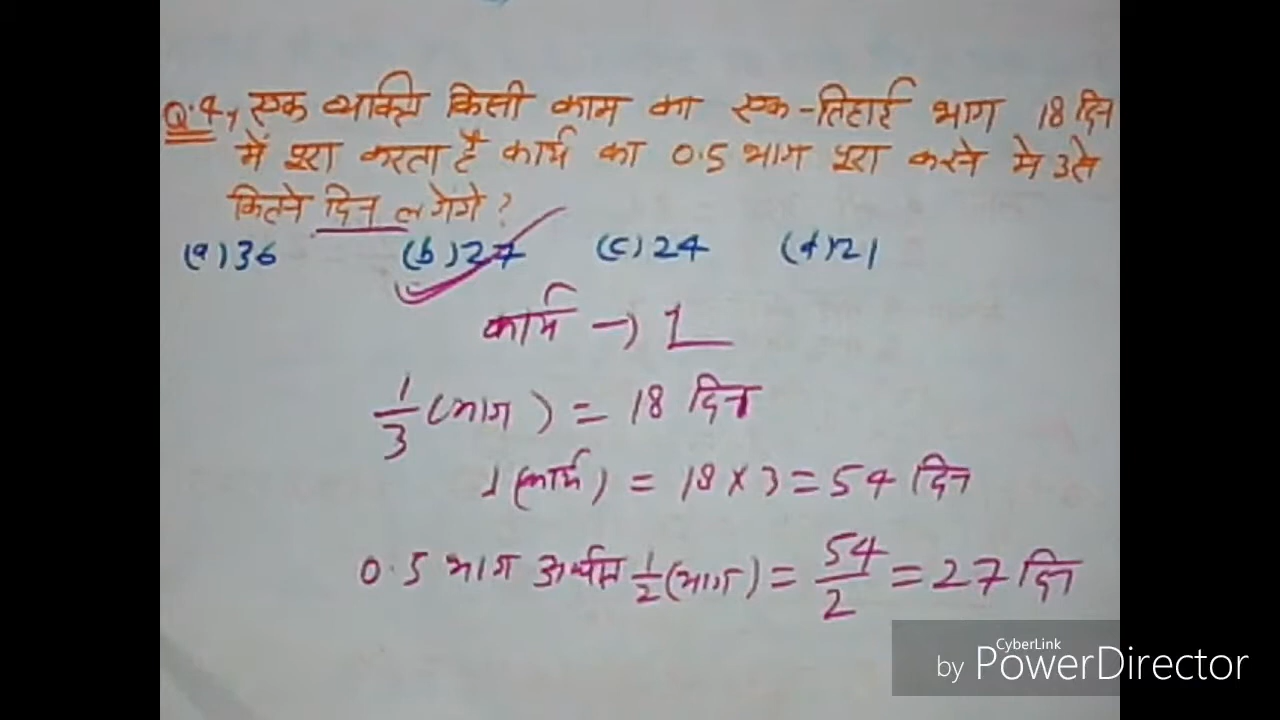 Q.4, एक व्यक्ति किसी काम का एक-तिहाई भाग 18 दिन
में पूरा करता है कार्य का 0.5 भाग पूरा करने मे उसे
कितने दिन लगेगे?
(a) 36 (b) 27 (c) 24 (d) 21
कार्य → 1
1/3 (भाग) = 18 दिन
1 (कार्य) = 18 × 3 = 54 दिन
0.5 भाग अर्थात 1/2 (भाग) = 54/2 = 27 दिन
CyberLink
by PowerDirector